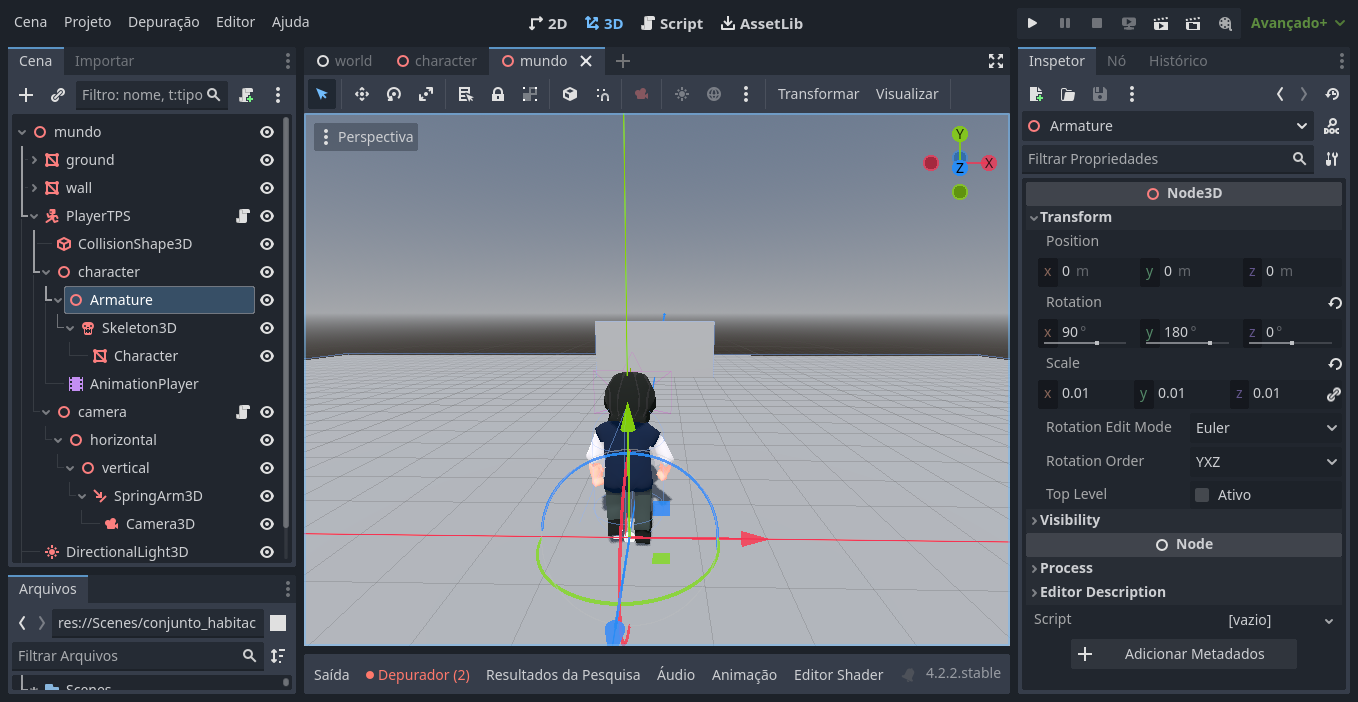 Cena Projeto Depuração Editor Ajuda
2D 3D Script AssetLib
Avançado+
Cena Importar
Filtro: nome, t:tipo
mundo
ground
wall
PlayerTPS
CollisionShape3D
character
Armature
Skeleton3D
Character
AnimationPlayer
camera
horizontal
vertical
SpringArm3D
Camera3D
DirectionalLight3D
Arquivos
res://Scenes/conjunto_habitac
Filtrar Arquivos
Scenes
world character mundo
Transformar Visualizar
Perspectiva
Y
X
Z
Saída Depurador (2) Resultados da Pesquisa Áudio Animação Editor Shader 4.2.2.stable
Inspetor Nó Histórico
Armature
DOC
Filtrar Propriedades
Node3D
Transform
Position
x 0 m y 0 m z 0 m
Rotation
x 90 ° y 180 ° z 0 °
Scale
x 0.01 y 0.01 z 0.01
Rotation Edit Mode Euler
Rotation Order YXZ
Top Level Ativo
Visibility
Node
Process
Editor Description
Script [vazio]
Adicionar Metadados